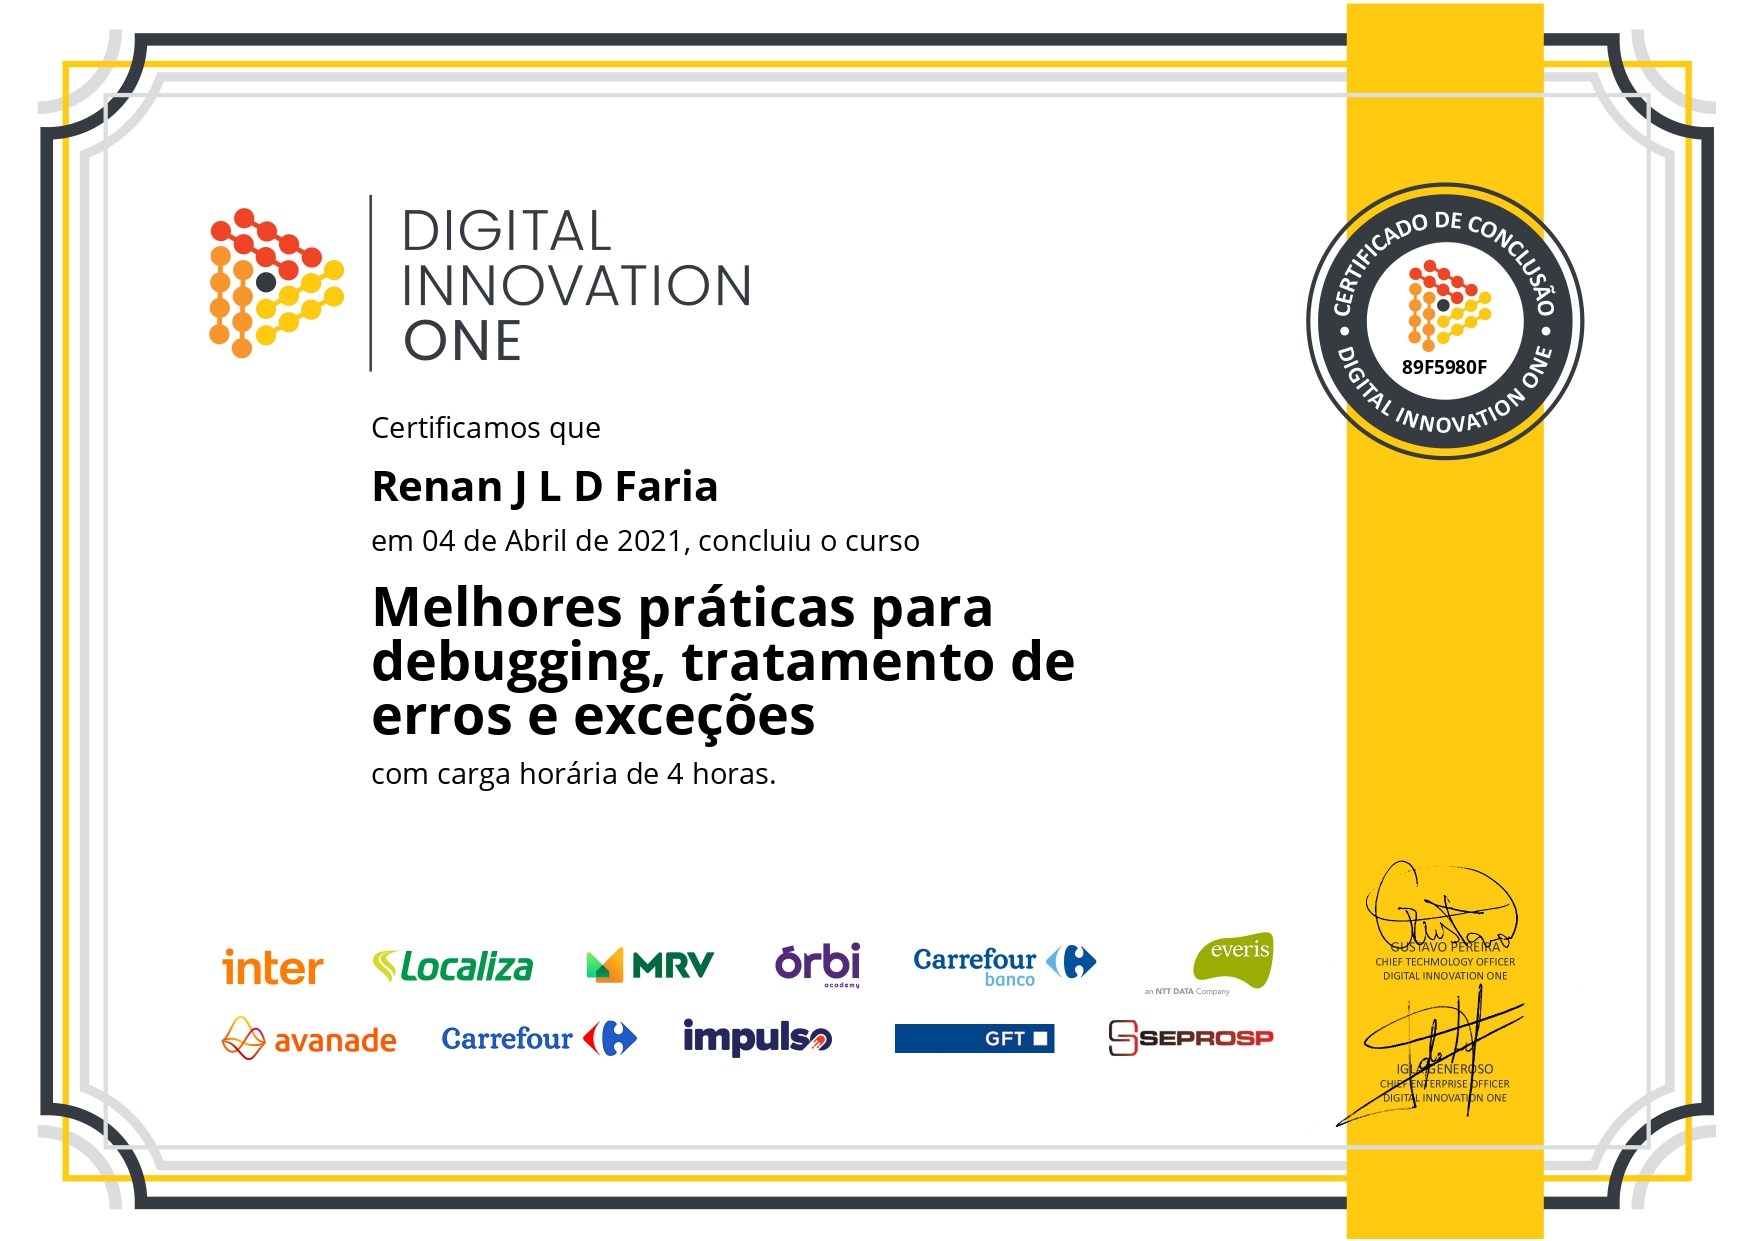 DIGITAL
INNOVATION
ONE
CERTIFICADO DE CONCLUSÃO
89F5980F
DIGITAL INNOVATION ONE
Certificamos que
Renan J L D Faria
em 04 de Abril de 2021, concluiu o curso
Melhores práticas para
debugging, tratamento de
erros e exceções
com carga horária de 4 horas.
inter
Localiza
MRV
órbi
academy
Carrefour
banco
everis
an NTT DATA Company
avanade
Carrefour
impulso
GFT
SEPROSP
GUSTAVO PEREIRA
CHIEF TECHNOLOGY OFFICER
DIGITAL INNOVATION ONE
IGLÁ GENEROSO
CHIEF ENTERPRISE OFFICER
DIGITAL INNOVATION ONE